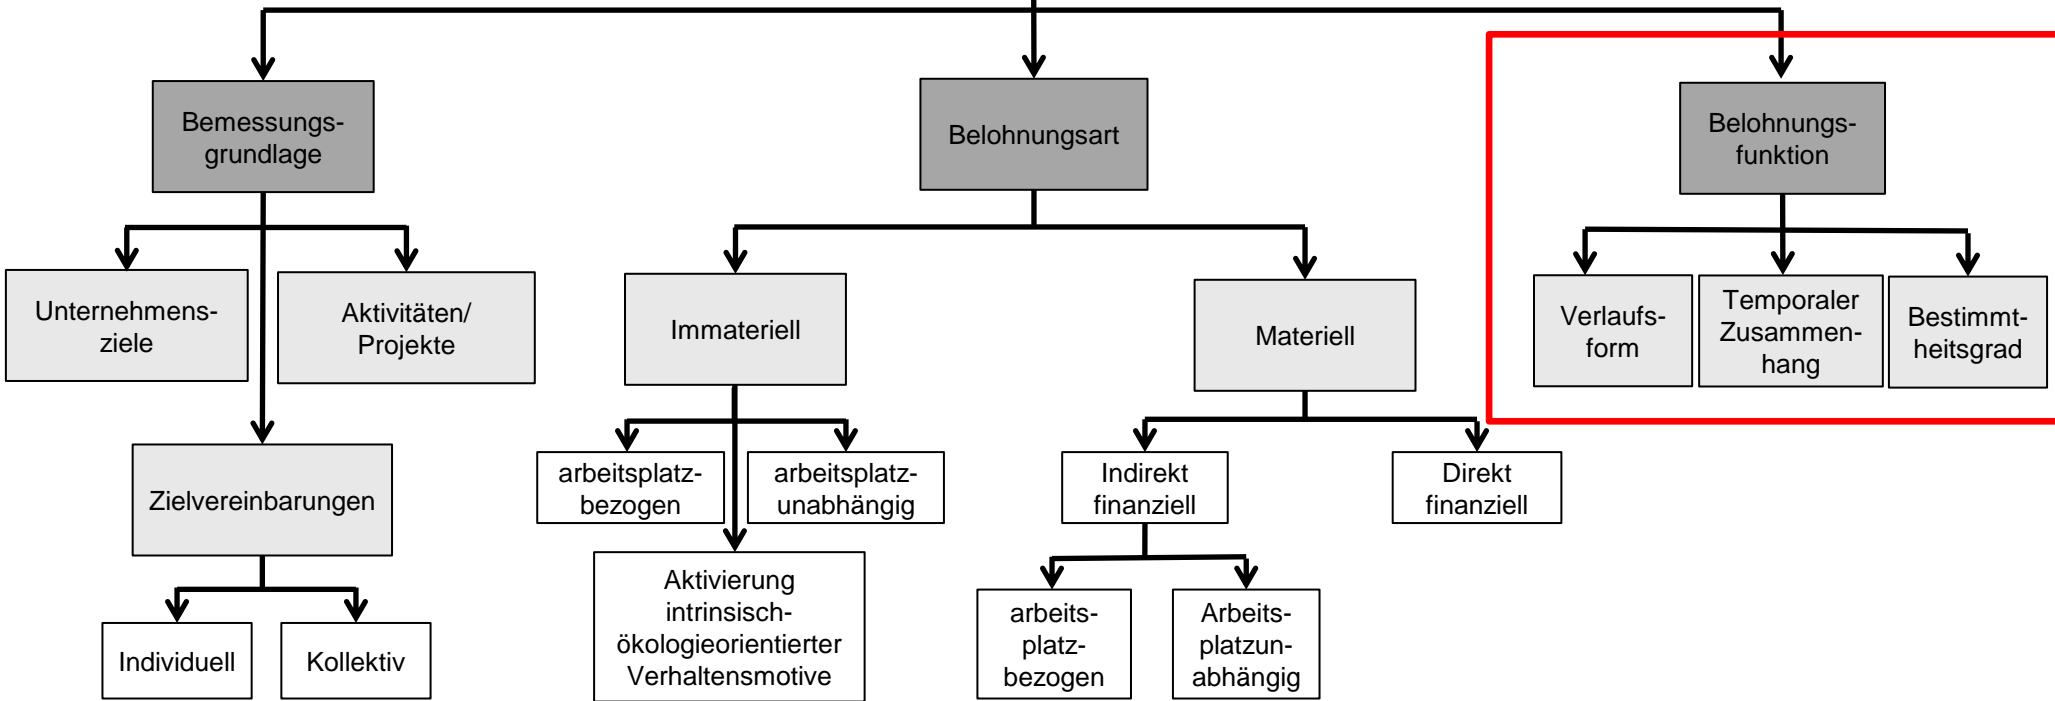 Bemessungs-
grundlage
Belohnungsart
Belohnungs-
funktion
Unternehmens-
ziele
Aktivitäten/
Projekte
Immateriell
Materiell
Verlaufs-
form
Temporaler
Zusammen-
hang
Bestimmt-
heitsgrad
Zielvereinbarungen
arbeitsplatz-
bezogen
arbeitsplatz-
unabhängig
Indirekt
finanziell
Direkt
finanziell
Aktivierung
intrinsisch-
ökologieorientierter
Verhaltensmotive
arbeits-
platz-
bezogen
Arbeits-
platzun-
abhängig
Individuell
Kollektiv